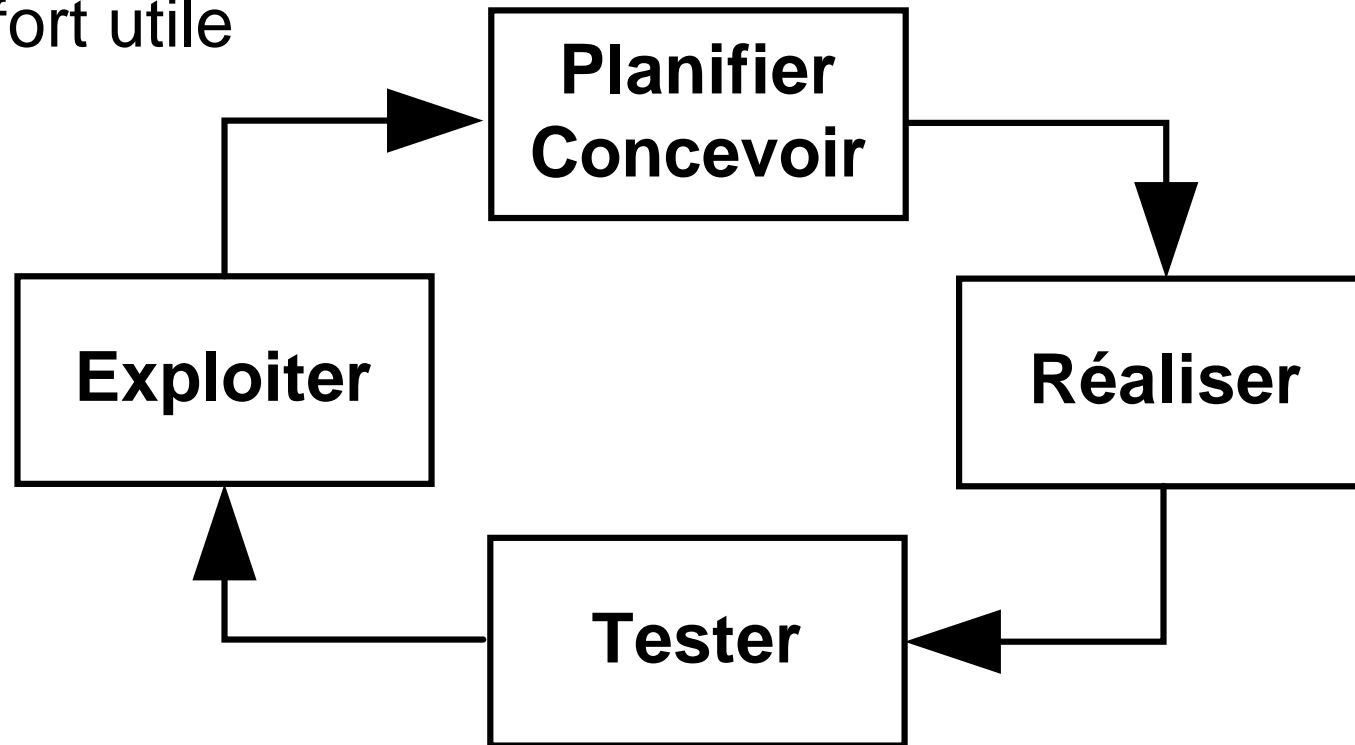 fort utile
Planifier
Concevoir
Exploiter
Réaliser
Tester